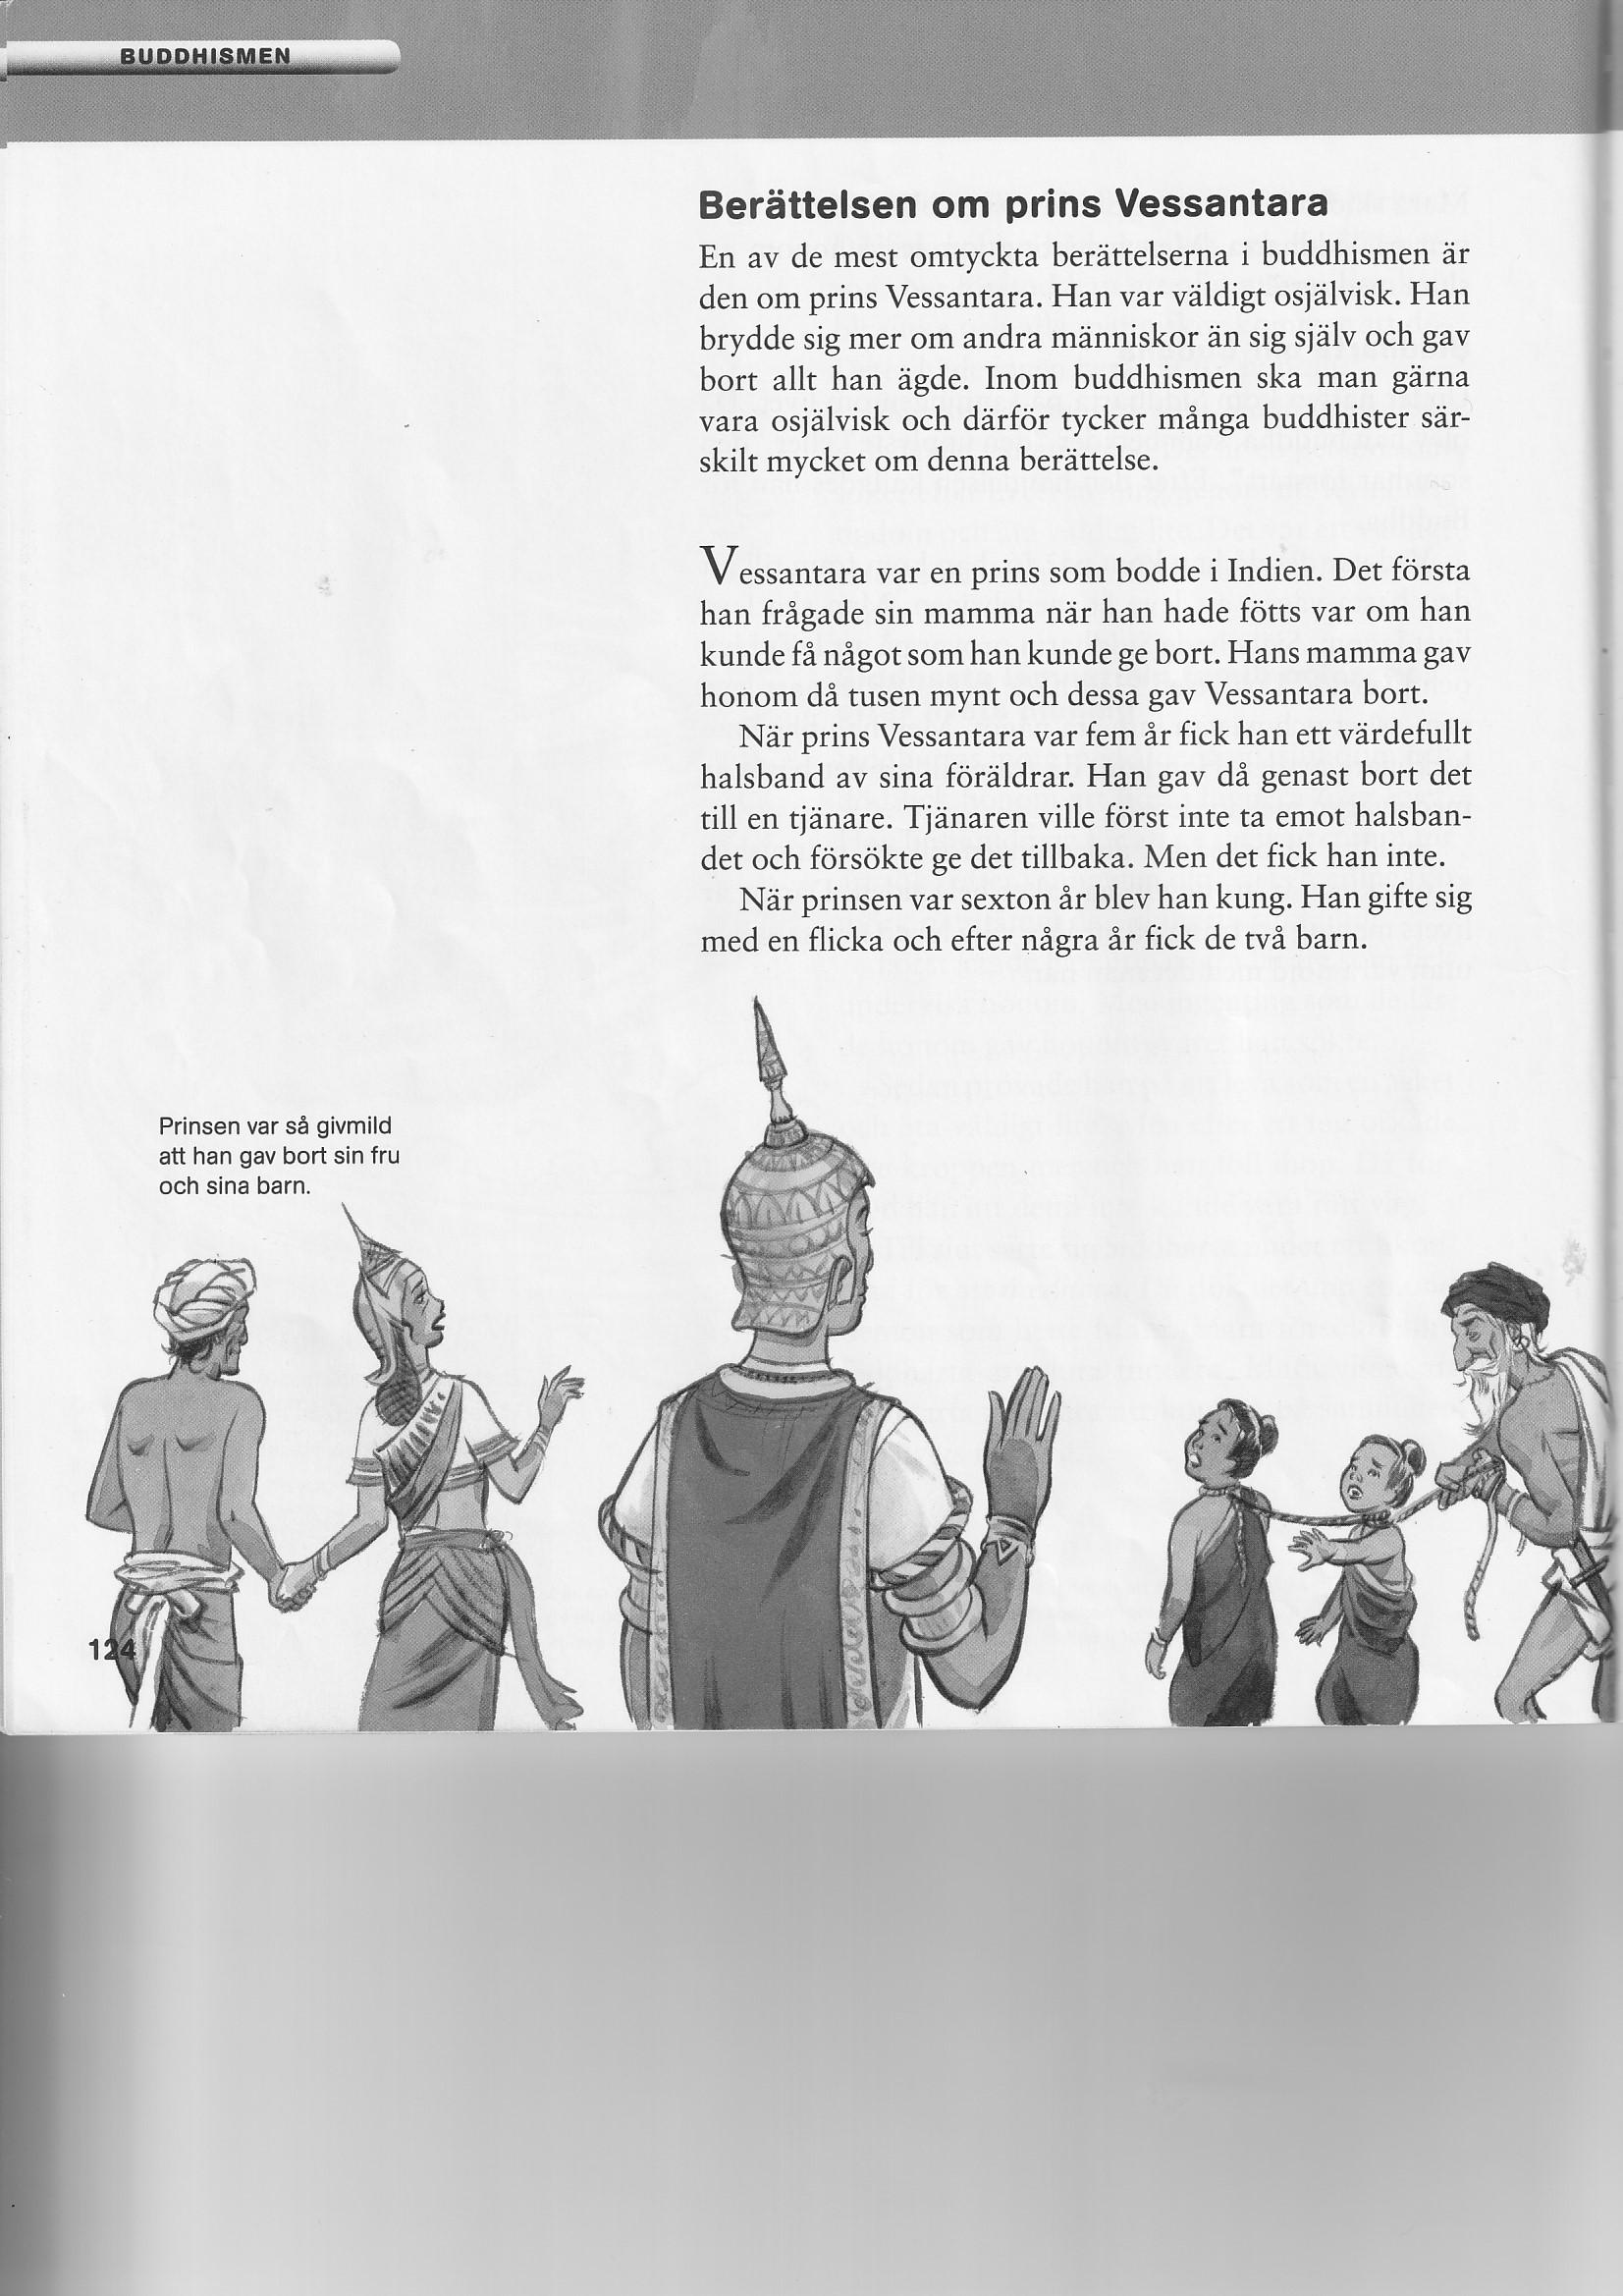 BUDDHISMEN
Berättelsen om prins Vessantara
En av de mest omtyckta berättelserna i buddhismen är
den om prins Vessantara. Han var väldigt osjälvisk. Han
brydde sig mer om andra människor än sig själv och gav
bort allt han ägde. Inom buddhismen ska man gärna
vara osjälvisk och därför tycker många buddhister sär-
skilt mycket om denna berättelse.
Vessantara var en prins som bodde i Indien. Det första
han frågade sin mamma när han hade fötts var om han
kunde få något som han kunde ge bort. Hans mamma gav
honom då tusen mynt och dessa gav Vessantara bort.
När prins Vessantara var fem år fick han ett värdefullt
halsband av sina föräldrar. Han gav då genast bort det
till en tjänare. Tjänaren ville först inte ta emot halsban-
det och försökte ge det tillbaka. Men det fick han inte.
När prinsen var sexton år blev han kung. Han gifte sig
med en flicka och efter några år fick de två barn.
Prinsen var så givmild
att han gav bort sin fru
och sina barn.
124